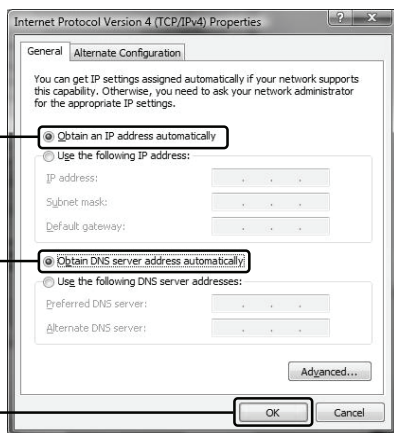 Internet Protocol Version 4 (TCP/IPv4) Properties
General
Alternate Configuration
You can get IP settings assigned automatically if your network supports
this capability. Otherwise, you need to ask your network administrator
for the appropriate IP settings.
Obtain an IP address automatically
Use the following IP address:
IP address:
Subnet mask:
Default gateway:
Obtain DNS server address automatically
Use the following DNS server addresses:
Preferred DNS server:
Alternate DNS server:
Advanced...
OK
Cancel